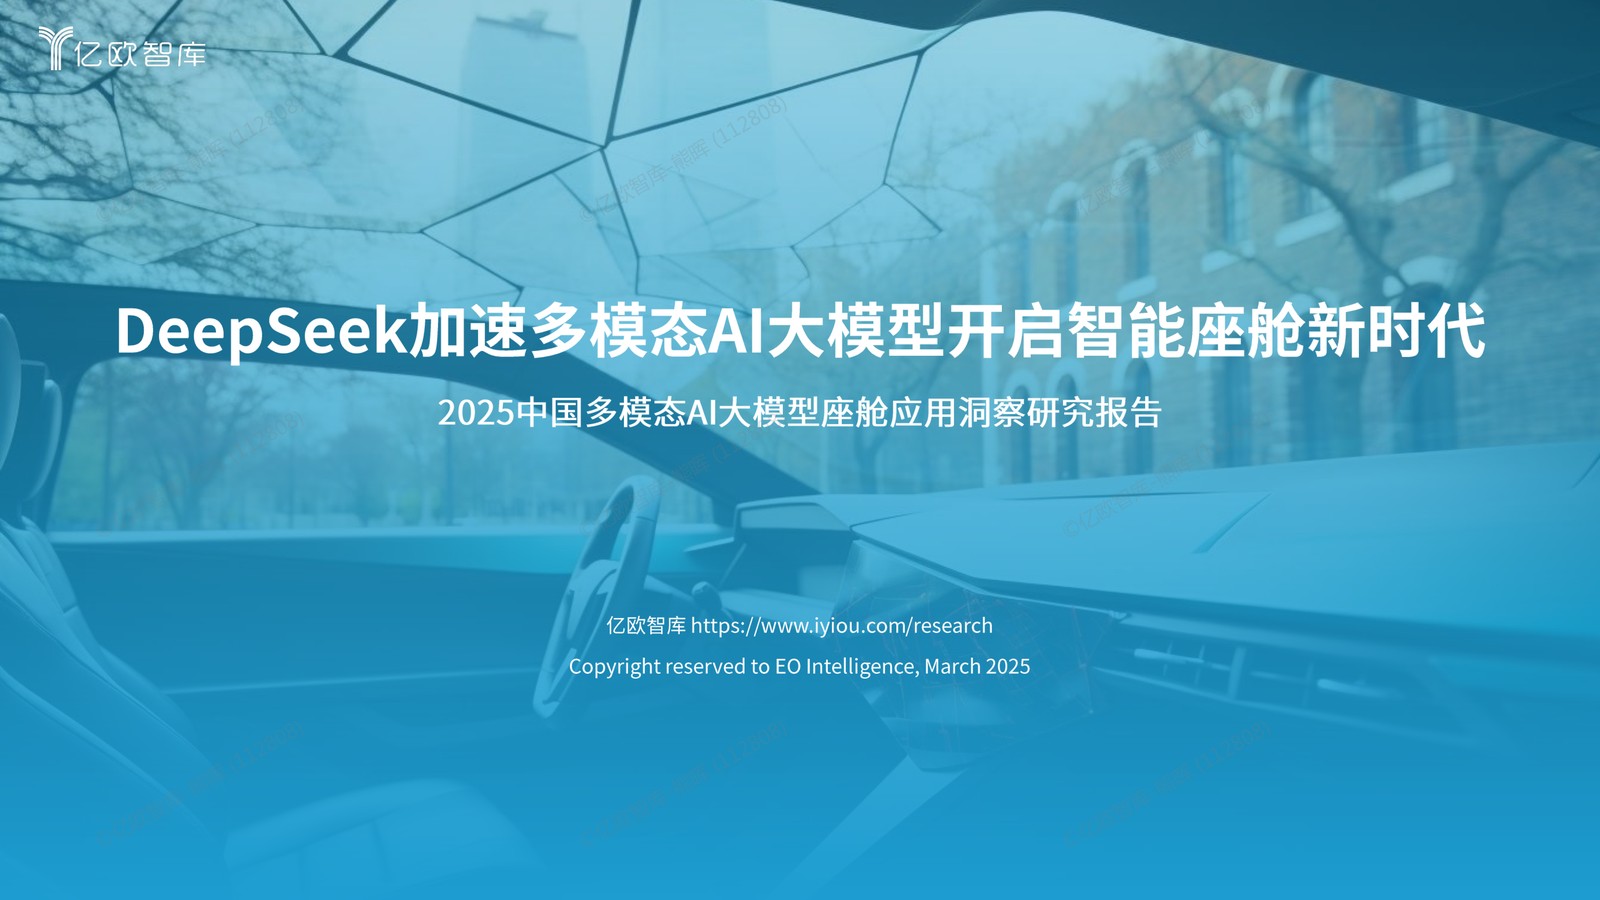 亿欧智库
DeepSeek加速多模态AI大模型开启智能座舱新时代
2025中国多模态AI大模型座舱应用洞察研究报告
亿欧智库 https://www.iyiou.com/research
Copyright reserved to EO Intelligence, March 2025